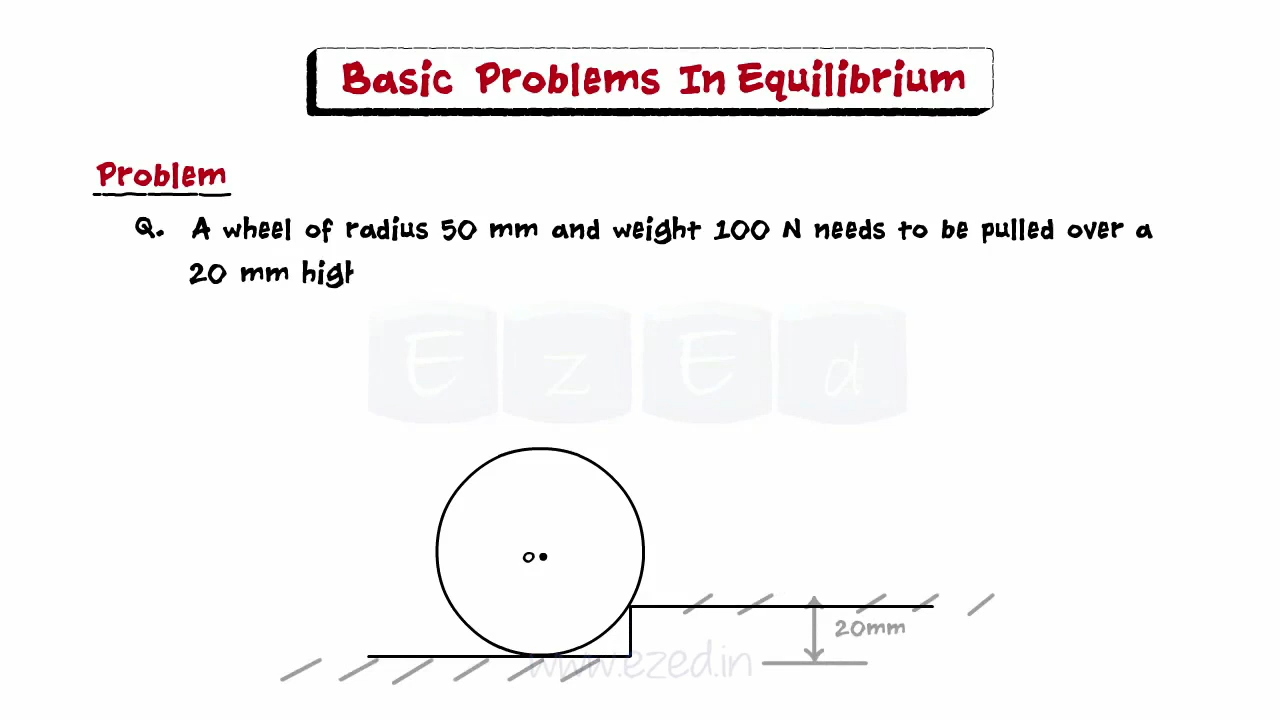 Basic Problems In Equilibrium
Problem
Q. A wheel of radius 50 mm and weight 100 N needs to be pulled over a
20 mm high
E z E d
o
20mm
www.ezed.in